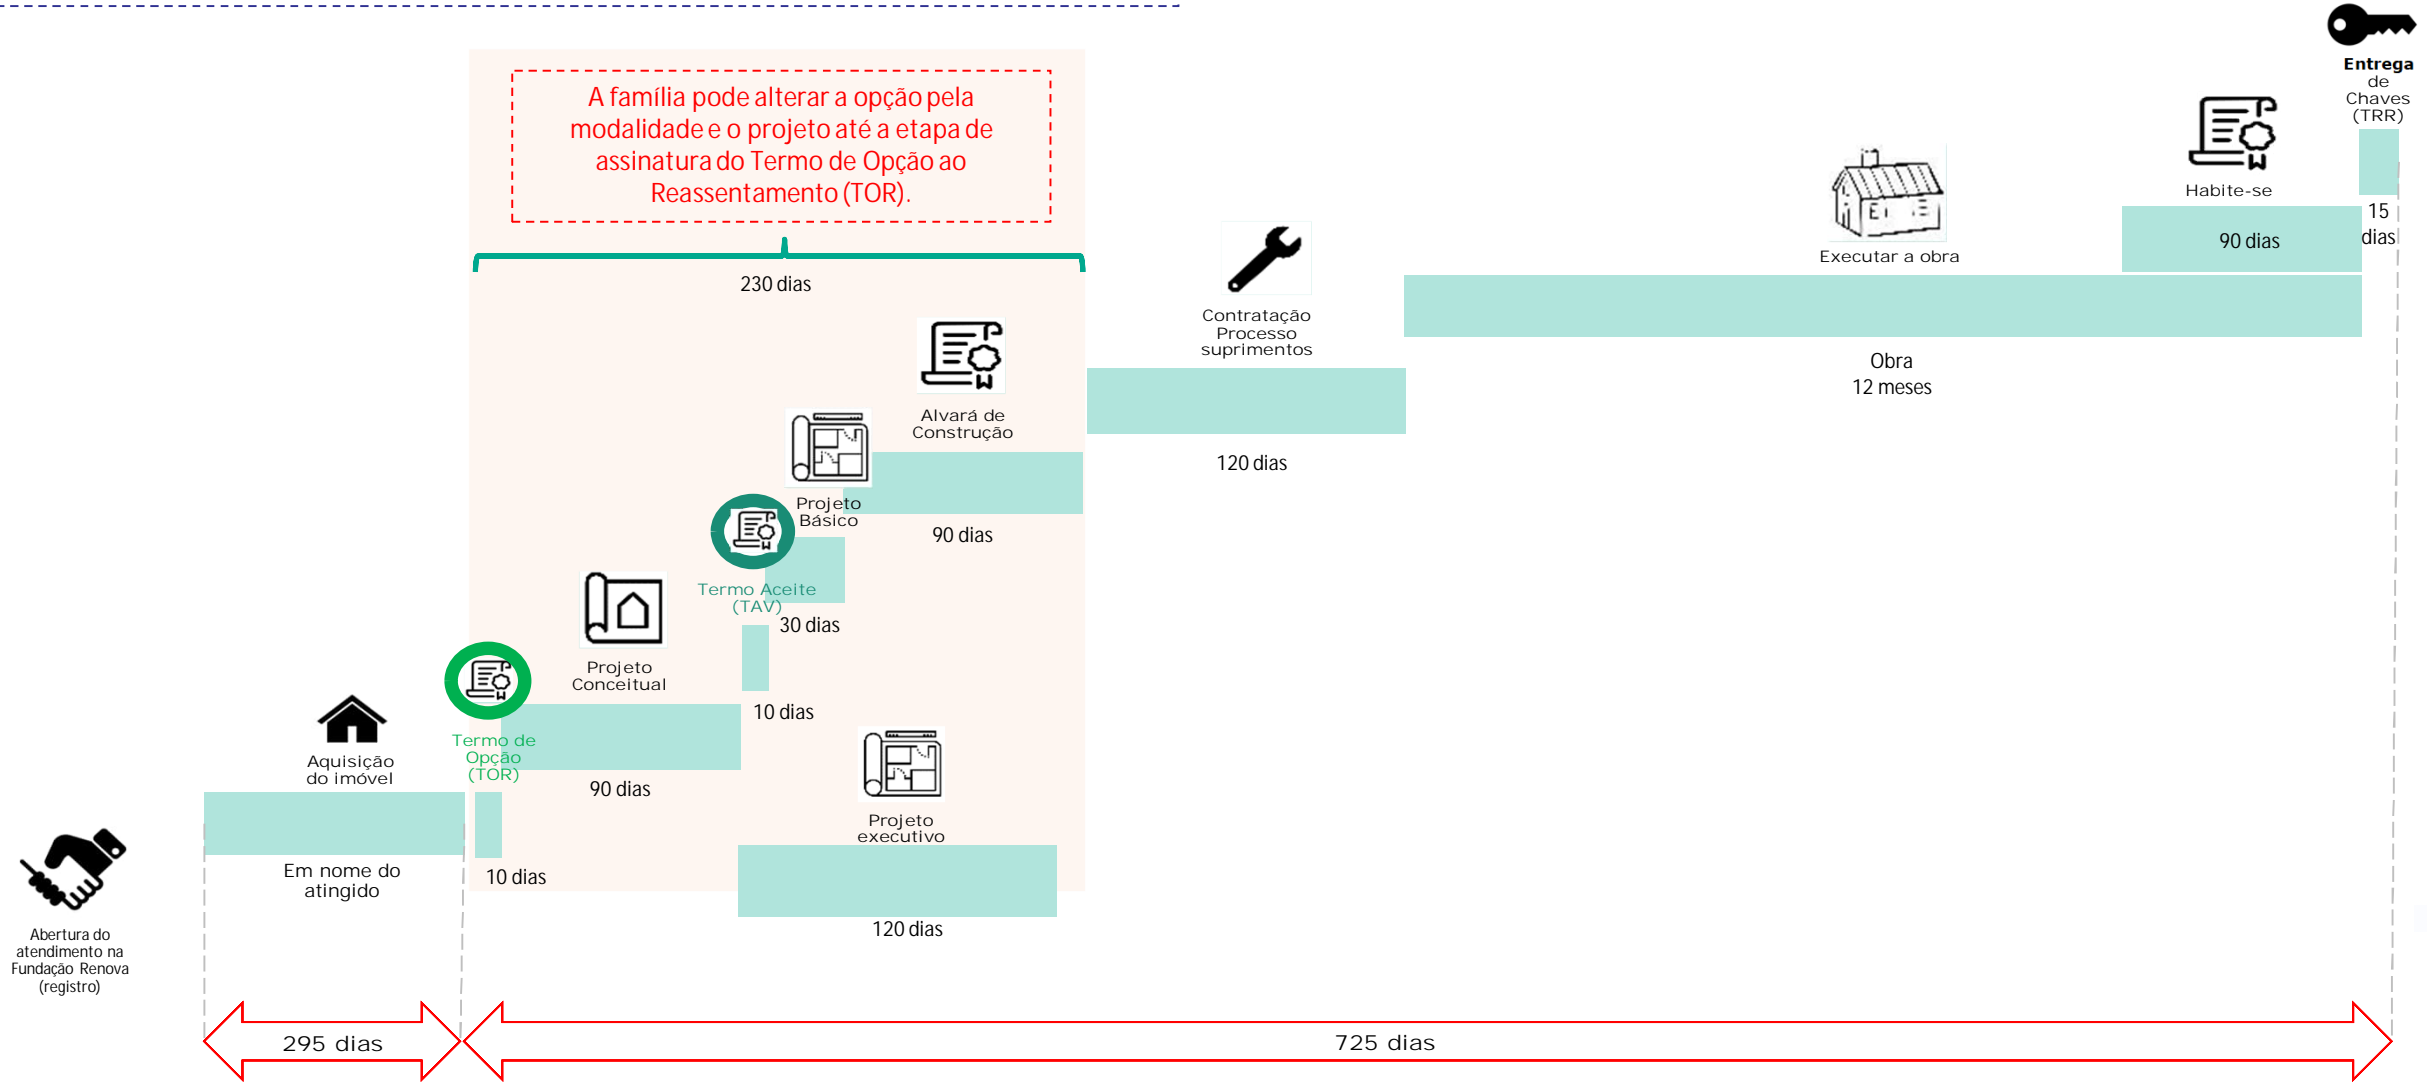 A família pode alterar a opção pela
modalidade e o projeto até a etapa de
assinatura do Termo de Opção ao
Reassentamento (TOR).
230 dias
Entrega
de
Chaves
(TRR)
15
dias
Habite-se
90 dias
Executar a obra
Obra
12 meses
Contratação
Processo
suprimentos
120 dias
Alvará de
Construção
90 dias
Projeto
Básico
30 dias
Termo Aceite
(TAV)
10 dias
Projeto
Conceitual
90 dias
Termo de
Opção
(TOR)
10 dias
Projeto
executivo
120 dias
Aquisição
do imóvel
Em nome do
atingido
Abertura do
atendimento na
Fundação Renova
(registro)
295 dias
725 dias